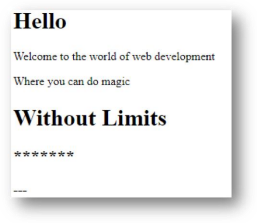 Hello
Welcome to the world of web development
Where you can do magic
Without Limits
*******
---